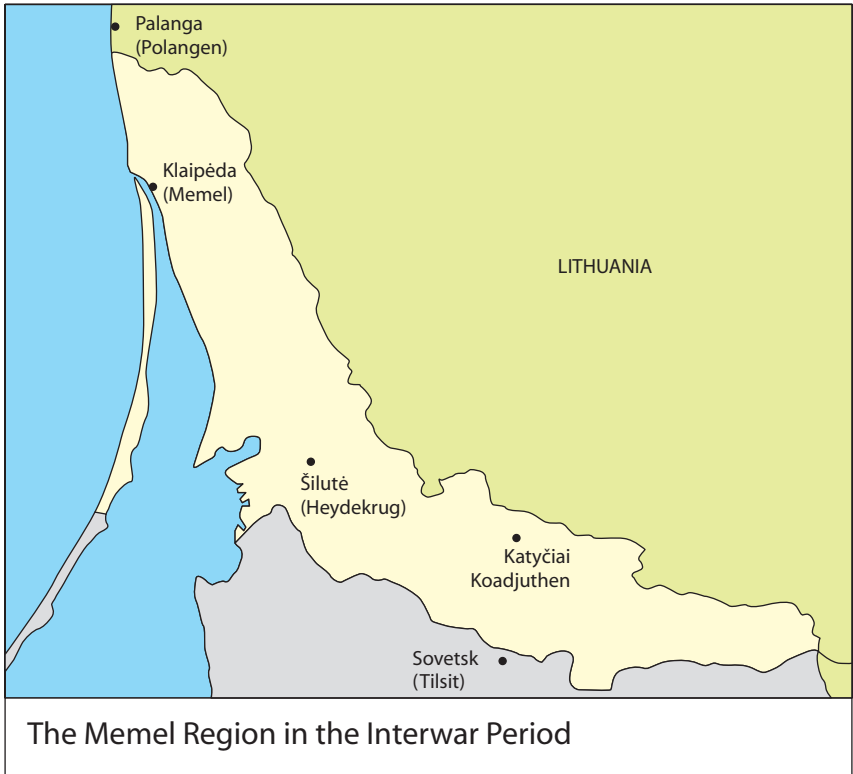 Palanga
(Polangen)
Klaipėda
(Memel)
LITHUANIA
Šilutė
(Heydekrug)
Katyčiai
Koadjuthen
Sovetsk
(Tilsit)
The Memel Region in the Interwar Period